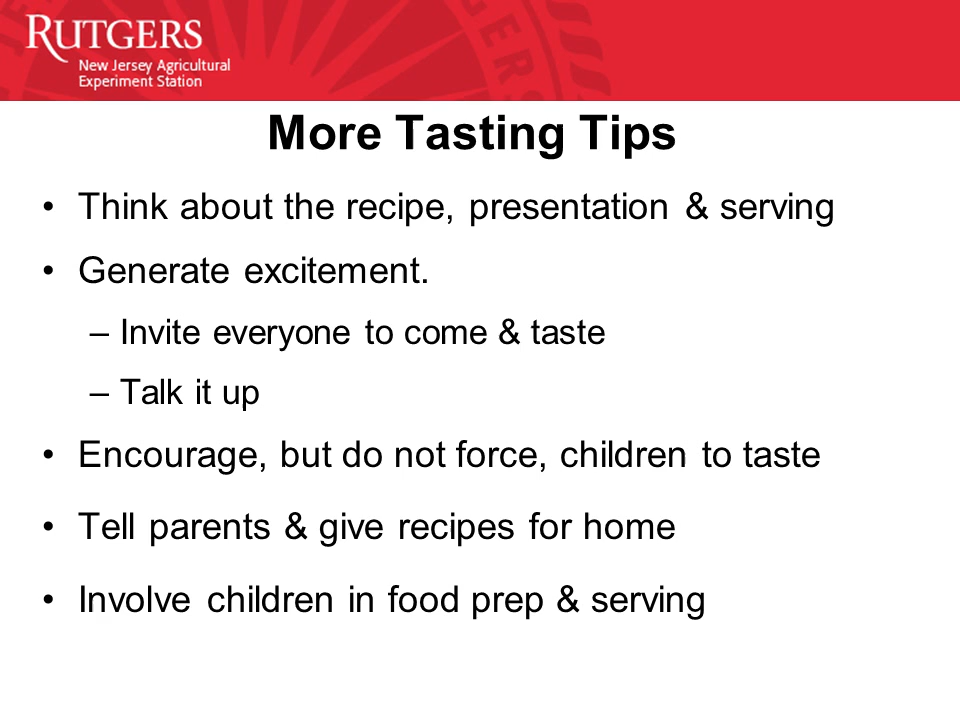 RUTGERS
New Jersey Agricultural
Experiment Station
More Tasting Tips
• Think about the recipe, presentation & serving
• Generate excitement.
– Invite everyone to come & taste
– Talk it up
• Encourage, but do not force, children to taste
• Tell parents & give recipes for home
• Involve children in food prep & serving